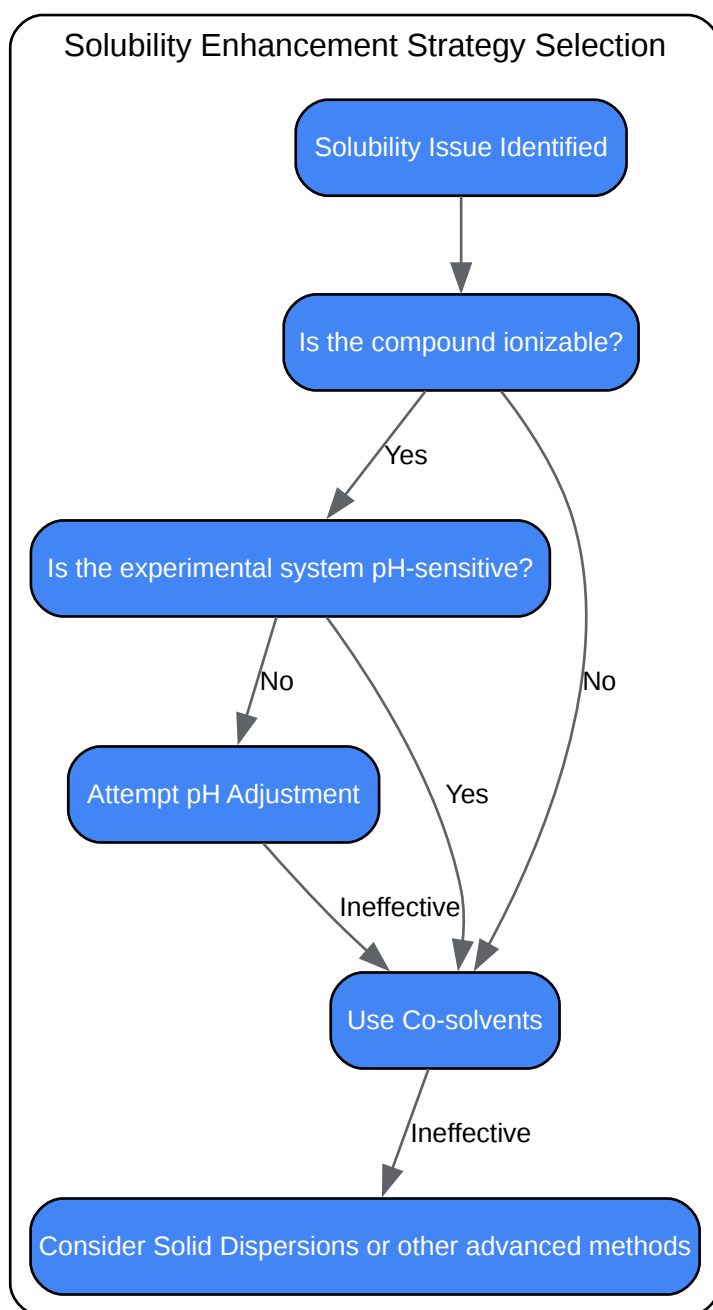 Solubility Enhancement Strategy Selection
Solubility Issue Identified
Is the compound ionizable?
Yes
Is the experimental system pH-sensitive?
No
No
Attempt pH Adjustment
Yes
Ineffective
Use Co-solvents
Ineffective
Consider Solid Dispersions or other advanced methods